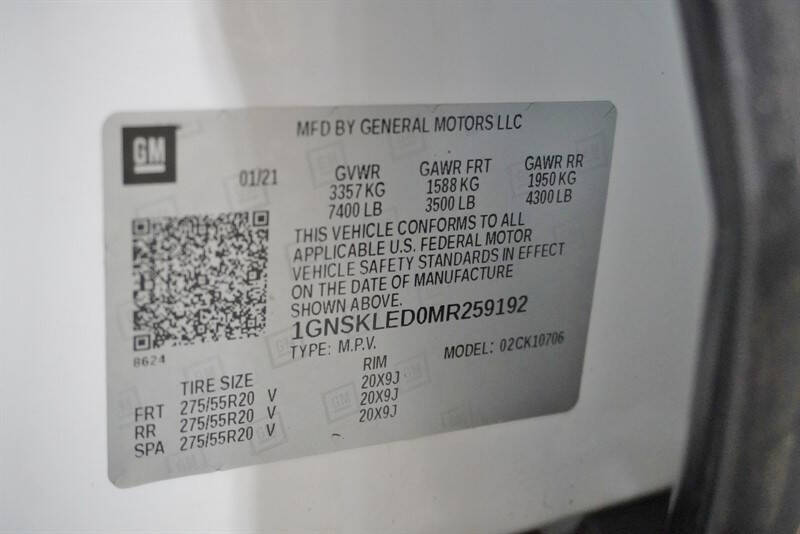 GM
MFD BY GENERAL MOTORS LLC
01/21
GVWR GAWR FRT GAWR RR
3357 KG 1588 KG 1950 KG
7400 LB 3500 LB 4300 LB
THIS VEHICLE CONFORMS TO ALL
APPLICABLE U.S. FEDERAL MOTOR
VEHICLE SAFETY STANDARDS IN EFFECT
ON THE DATE OF MANUFACTURE
SHOWN ABOVE.
1GNSKLED0MR259192
8624
TYPE: M.P.V. MODEL: 02CK10706
TIRE SIZE RIM
FRT 275/55R20 V 20X9J
RR 275/55R20 V 20X9J
SPA 275/55R20 V 20X9J